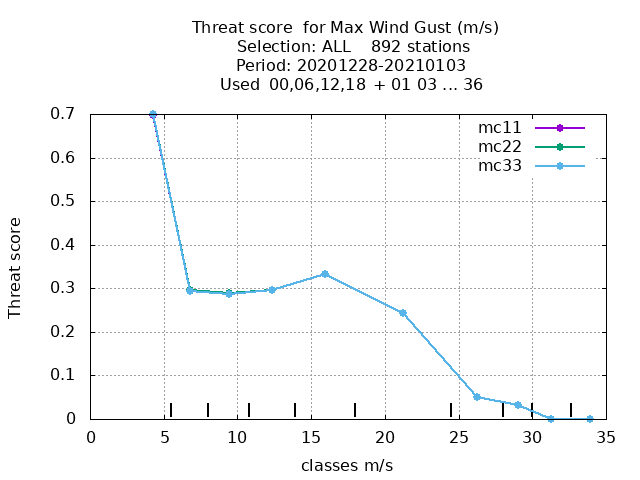 Threat score  for Max Wind Gust (m/s)
Selection: ALL    892 stations
Period: 20201228-20210103
Used  00,06,12,18  + 01 03 ... 36
mc11
mc22
mc33
Threat score
0.7
0.6
0.5
0.4
0.3
0.2
0.1
0
0 5 10 15 20 25 30 35
classes m/s